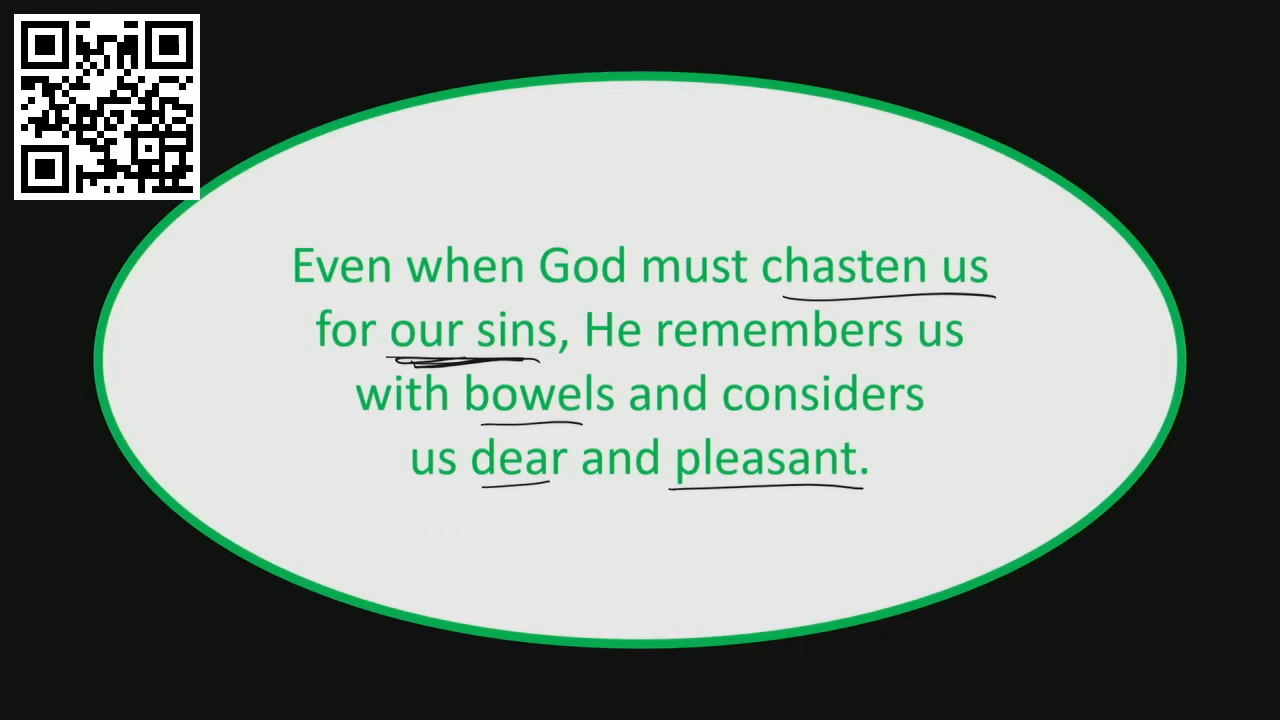 Even when God must chasten us
for our sins, He remembers us
with bowels and considers
us dear and pleasant.